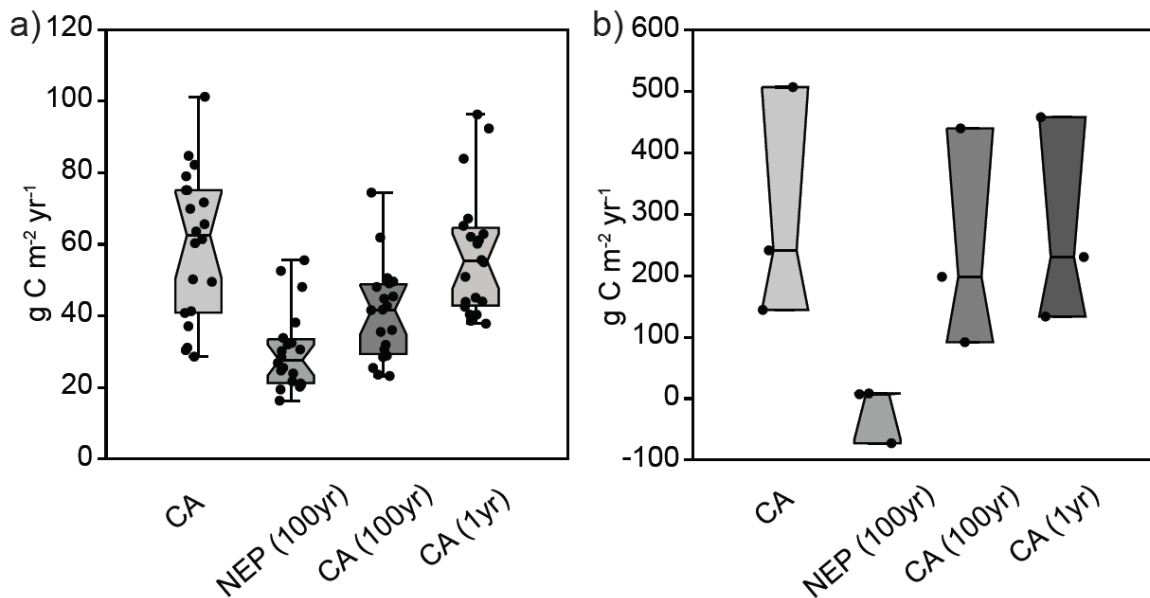 a)
120
100
80
60
40
20
0
g C m⁻² yr⁻¹
CA
NEP (100yr)
CA (100yr)
CA (1yr)
b)
600
500
400
300
200
100
0
-100
g C m⁻² yr⁻¹
CA
NEP (100yr)
CA (100yr)
CA (1yr)